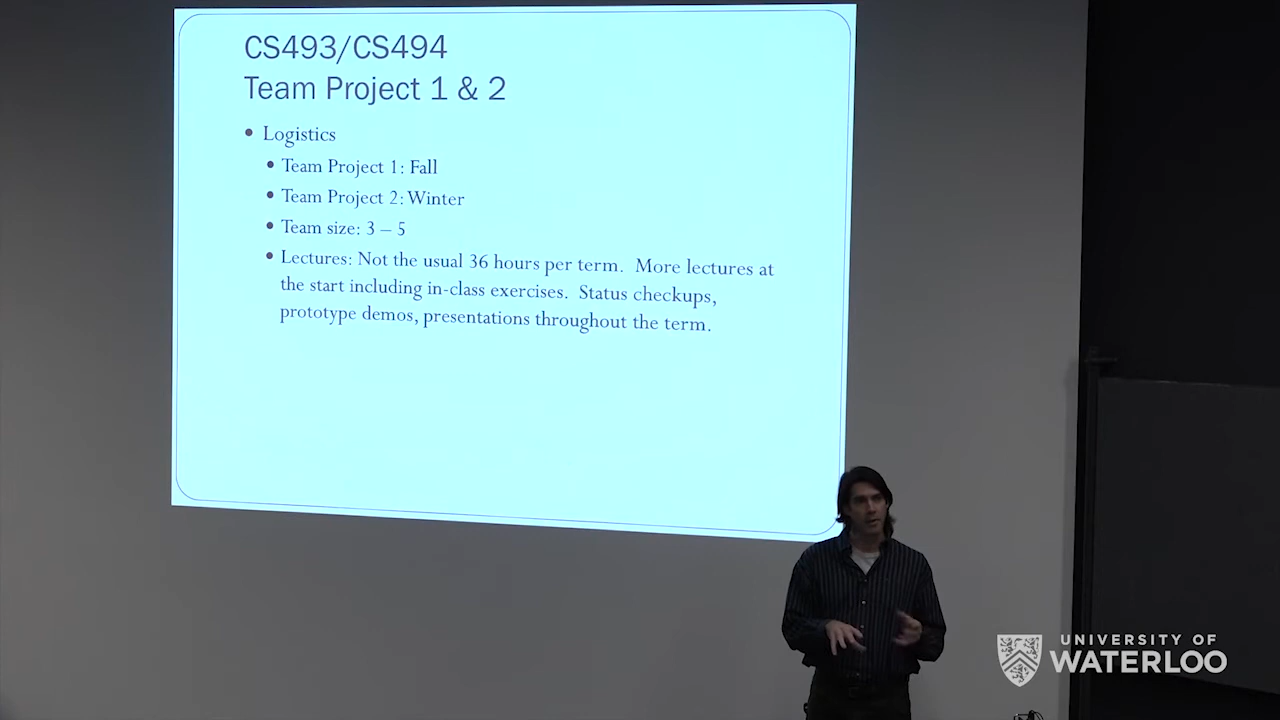 CS493/CS494
Team Project 1 & 2
• Logistics
• Team Project 1: Fall
• Team Project 2: Winter
• Team size: 3 – 5
• Lectures: Not the usual 36 hours per term. More lectures at
the start including in-class exercises. Status checkups,
prototype demos, presentations throughout the term.
UNIVERSITY OF
WATERLOO